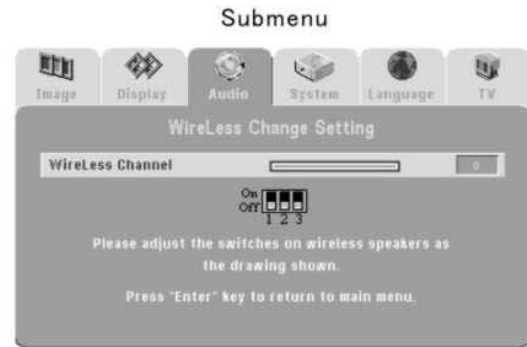 Submenu
Image Display Audio System Language TV
WireLess Change Setting
WireLess Channel 0
On
Off
1 2 3
Please adjust the switches on wireless speakers as
the drawing shown.
Press "Enter" key to return to main menu.